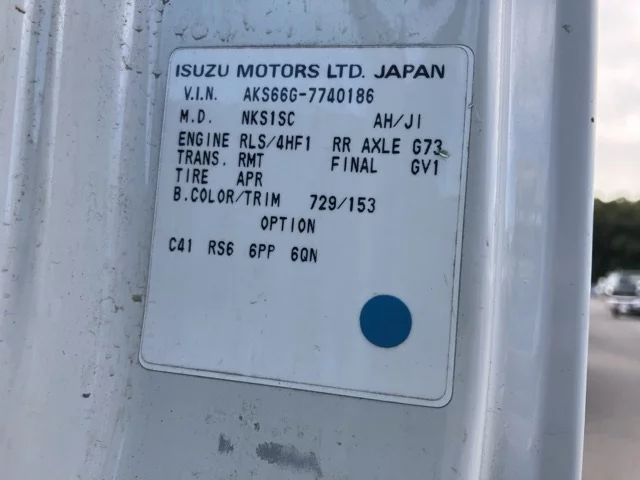 ISUZU MOTORS LTD. JAPAN
V.I.N. AKS66G-7740186
M.D. NKS1SC AH/JI
ENGINE RLS/4HF1 RR AXLE G73
TRANS. RMT FINAL GV1
TIRE APR
B.COLOR/TRIM 729/153
OPTION
C41 RS6 6PP 6QN